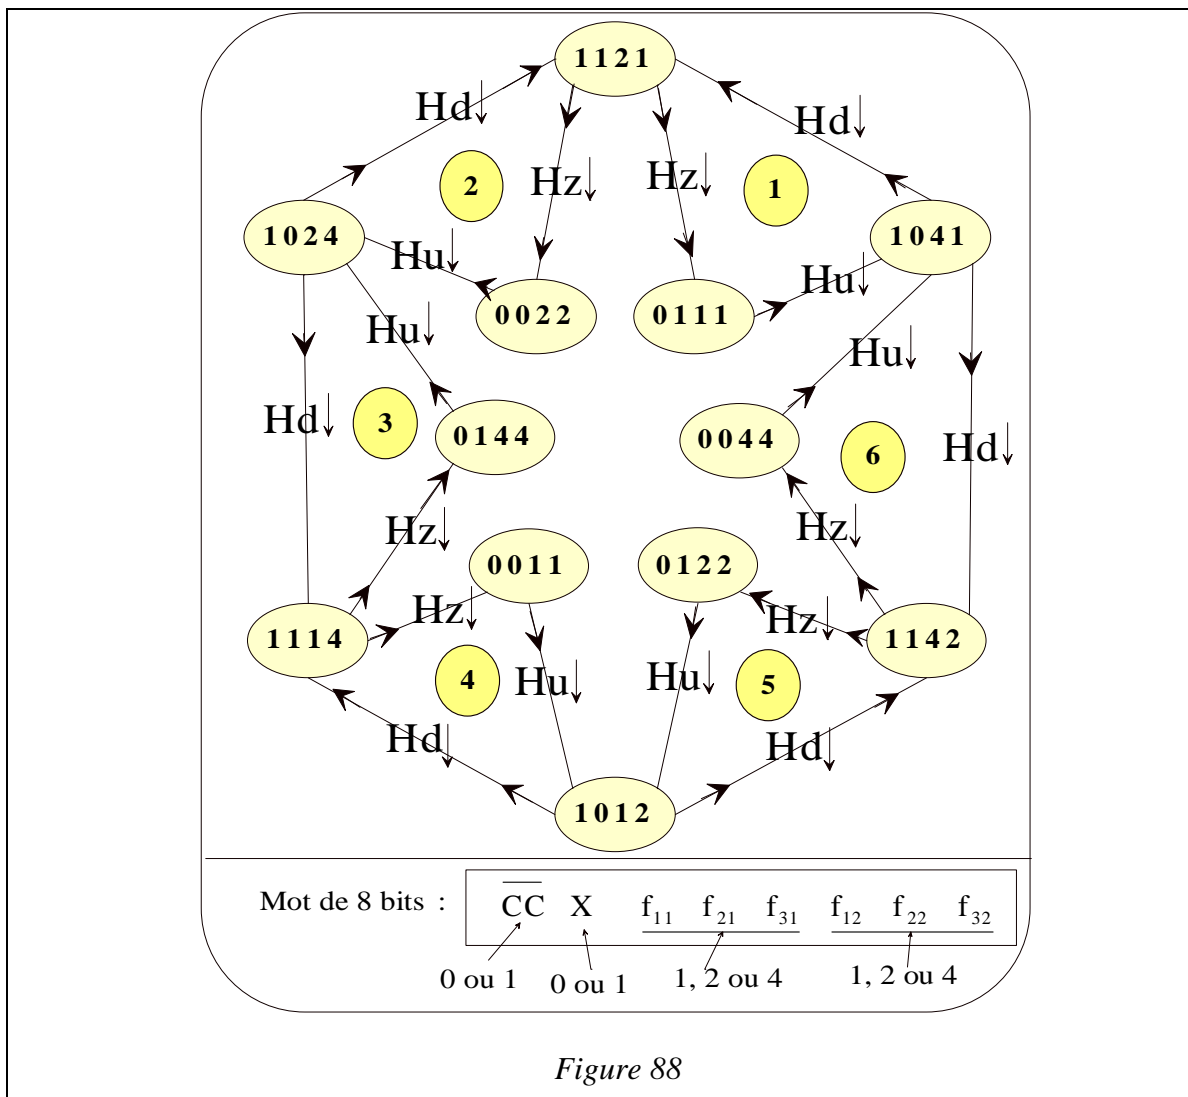 1121
Hd↓
Hd↓
2
Hz↓
Hz↓
1
1024
1041
Hu↓
Hu↓
0022
0111
Hu↓
Hu↓
Hd↓
3
0144
0044
6
Hd↓
Hz↓
Hz↓
0011
0122
Hz↓
Hz↓
1114
1142
4
Hu↓
Hu↓
5
Hd↓
Hd↓
1012
Mot de 8 bits : C̅C̅ X f₁₁ f₂₁ f₃₁ f₁₂ f₂₂ f₃₂
0 ou 1 0 ou 1 1, 2 ou 4 1, 2 ou 4
Figure 88